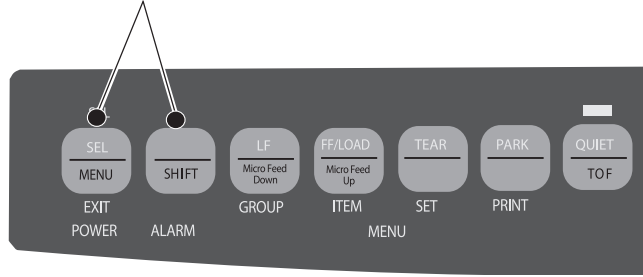 SEL
MENU
SHIFT
LF
Micro Feed
Down
FF/LOAD
Micro Feed
Up
TEAR
PARK
QUIET
TOF
EXIT
GROUP
ITEM
SET
PRINT
POWER
ALARM
MENU